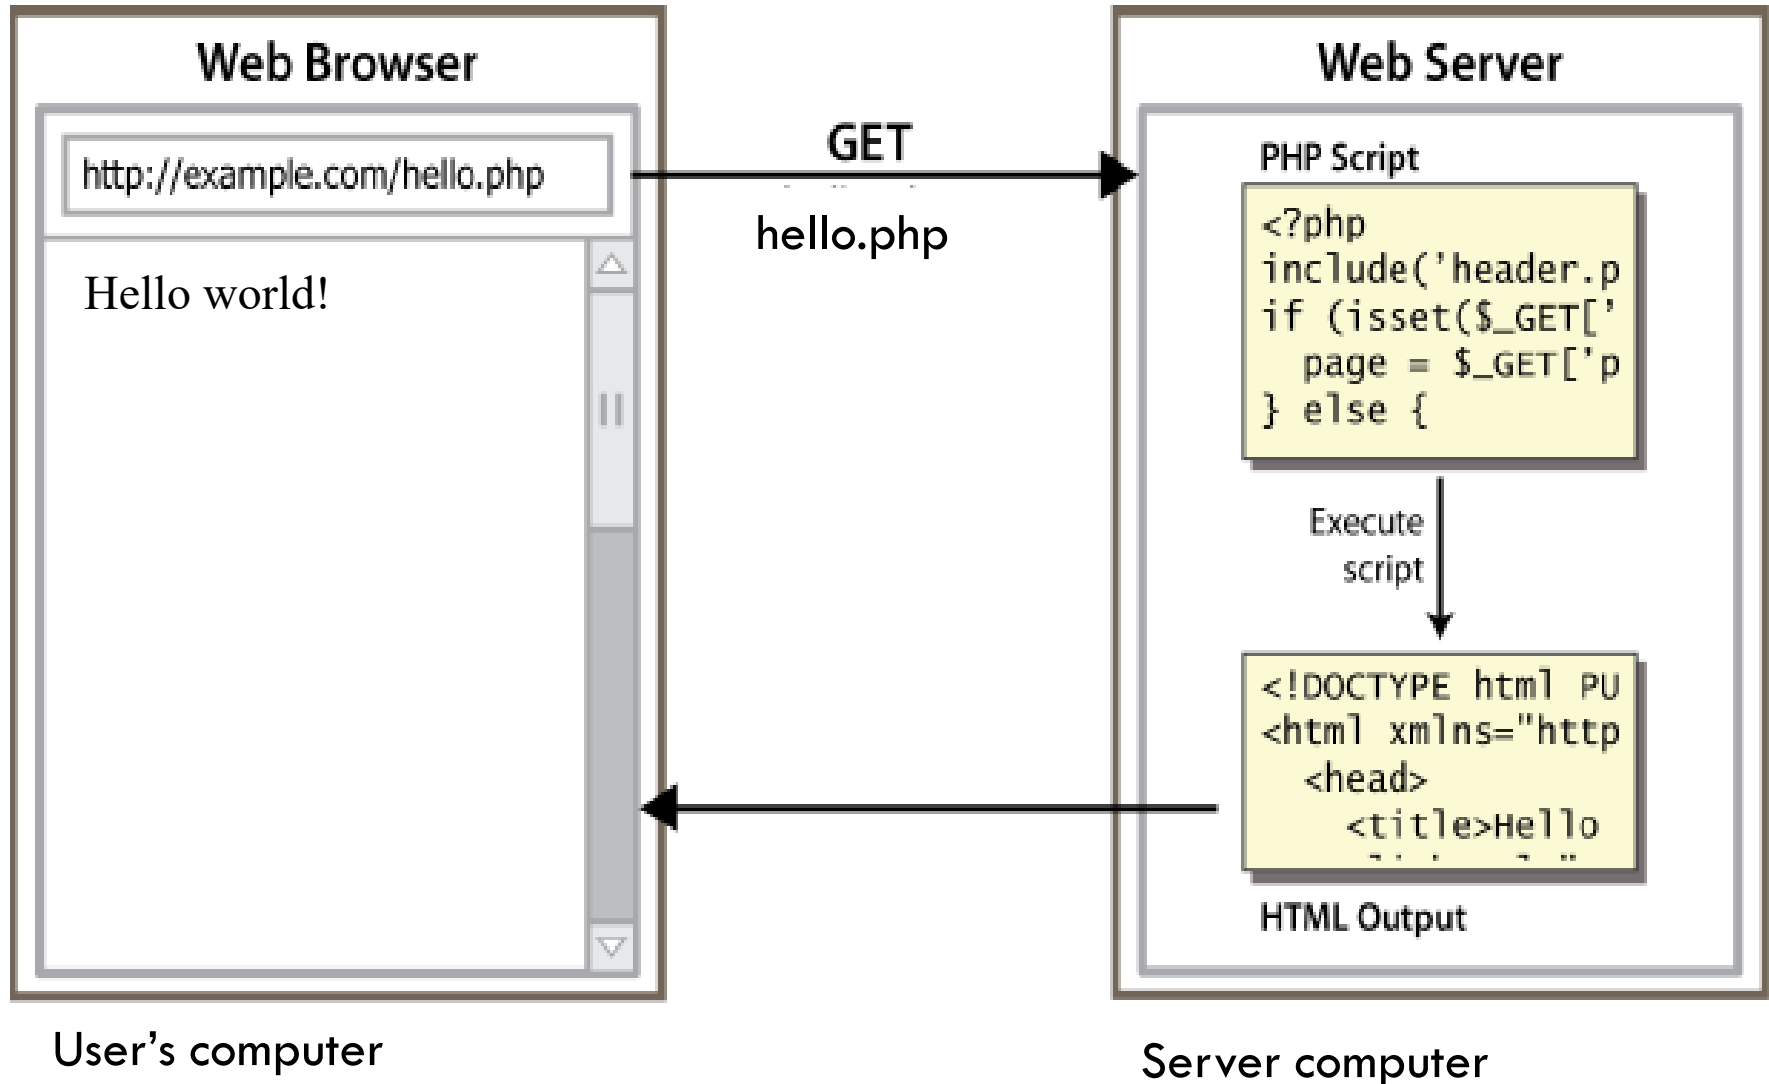 Web Browser
http://example.com/hello.php
Hello world!
User's computer
GET
hello.php
Web Server
PHP Script
<?php
include('header.p
if (isset($_GET['
  page = $_GET['p
} else {
Execute
script
<!DOCTYPE html PU
<html xmlns="http
  <head>
    <title>Hello
HTML Output
Server computer